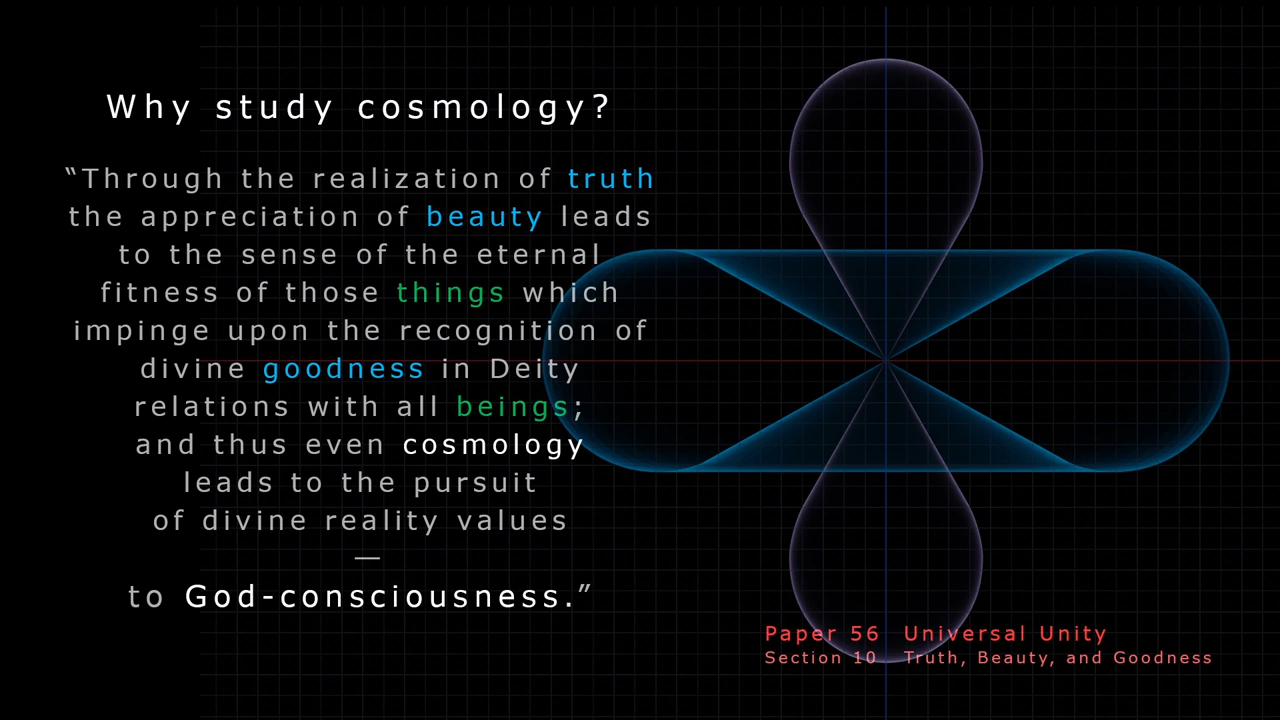 Why study cosmology?
“Through the realization of truth
the appreciation of beauty leads
to the sense of the eternal
fitness of those things which
impinge upon the recognition of
divine goodness in Deity
relations with all beings;
and thus even cosmology
leads to the pursuit
of divine reality values
—
to God-consciousness.”
Paper 56 Universal Unity
Section 10 Truth, Beauty, and Goodness